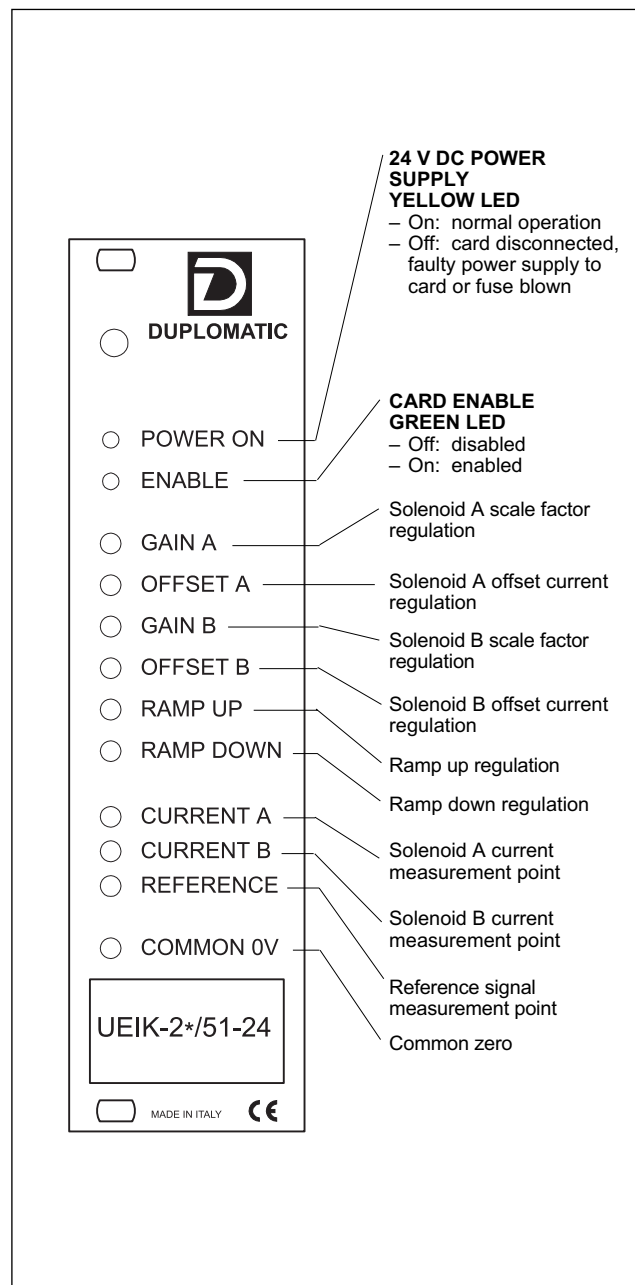 24 V DC POWER
SUPPLY
YELLOW LED
– On: normal operation
– Off: card disconnected,
faulty power supply to
card or fuse blown
DUPLOMATIC
CARD ENABLE
GREEN LED
– Off: disabled
– On: enabled
POWER ON
ENABLE
Solenoid A scale factor
regulation
GAIN A
OFFSET A
Solenoid A offset current
regulation
GAIN B
Solenoid B scale factor
regulation
OFFSET B
Solenoid B offset current
regulation
RAMP UP
Ramp up regulation
RAMP DOWN
Ramp down regulation
CURRENT A
Solenoid A current
measurement point
CURRENT B
Solenoid B current
measurement point
REFERENCE
Reference signal
measurement point
COMMON 0V
Common zero
UEIK-2*/51-24
MADE IN ITALY CE